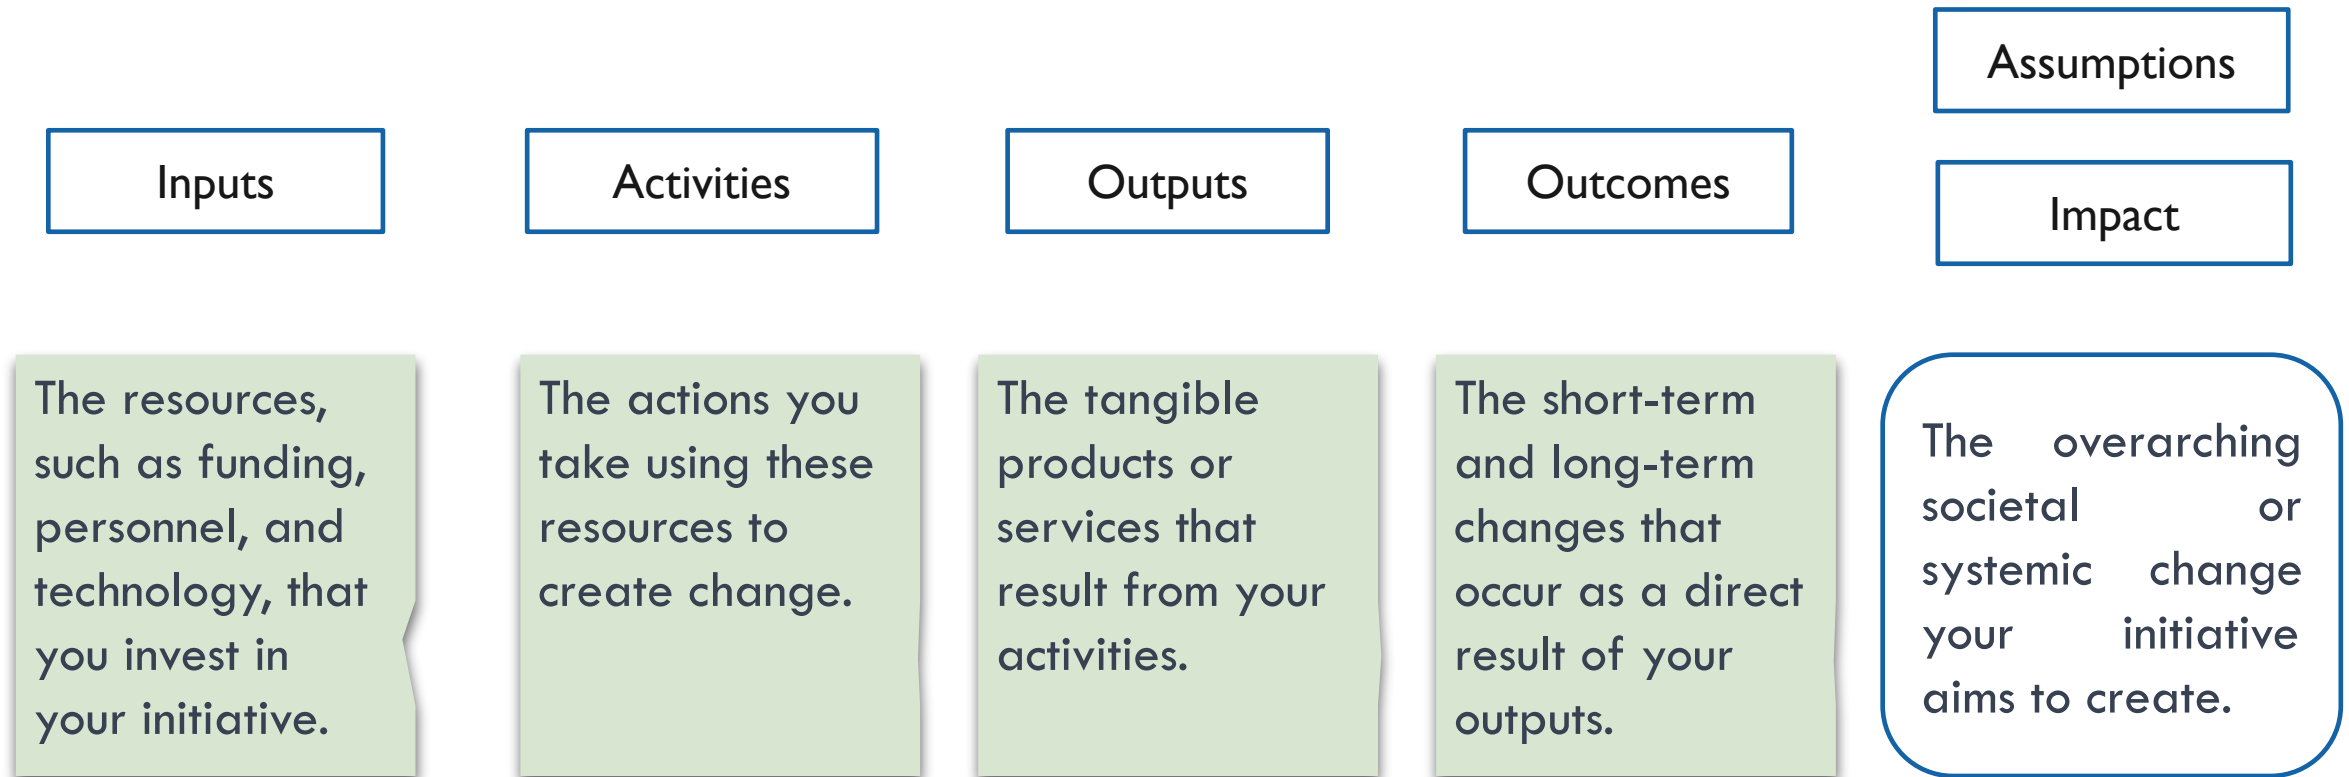 Assumptions
Inputs
Activities
Outputs
Outcomes
Impact
The resources,
such as funding,
personnel, and
technology, that
you invest in
your initiative.
The actions you
take using these
resources to
create change.
The tangible
products or
services that
result from your
activities.
The short-term
and long-term
changes that
occur as a direct
result of your
outputs.
The overarching
societal or
systemic change
your initiative
aims to create.